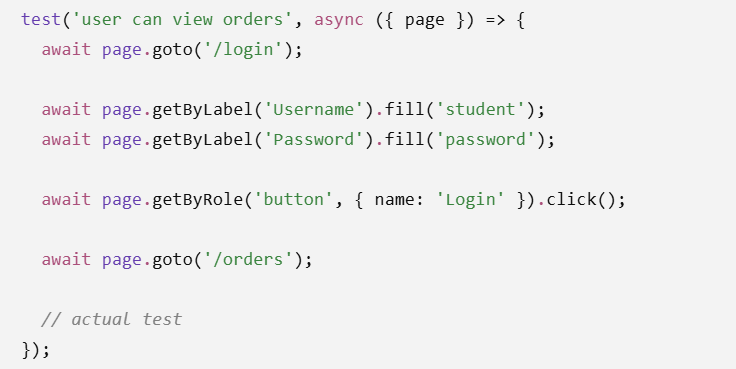 test('user can view orders', async ({ page }) => {
  await page.goto('/login');

  await page.getByLabel('Username').fill('student');
  await page.getByLabel('Password').fill('password');

  await page.getByRole('button', { name: 'Login' }).click();

  await page.goto('/orders');

  // actual test
});